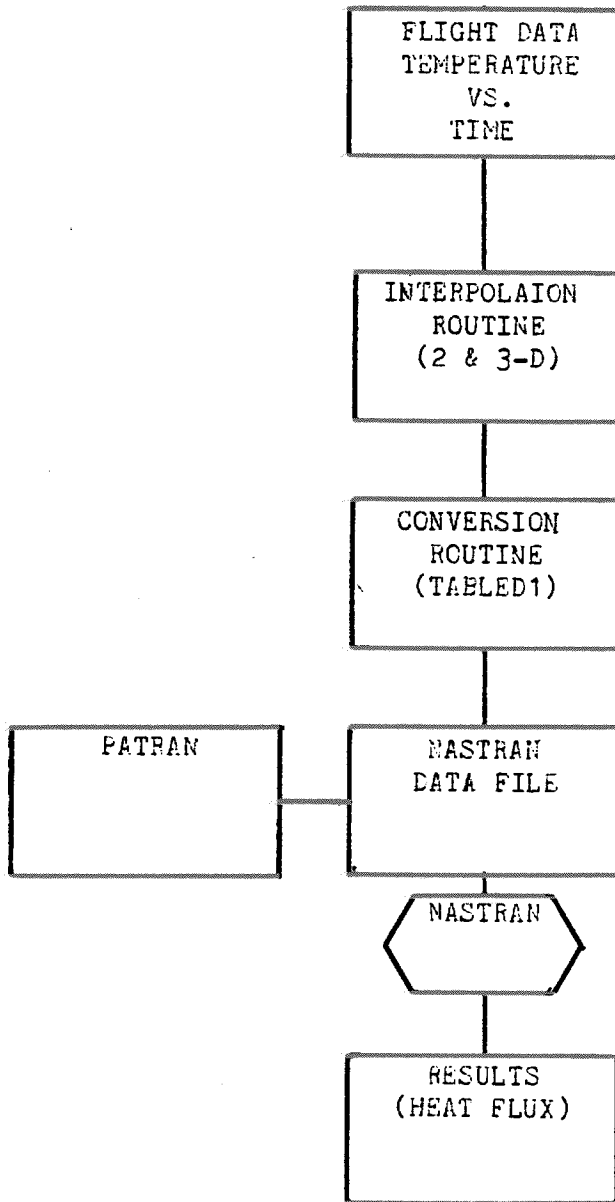 FLIGHT DATA
TEMPERATURE
VS.
TIME
INTERPOLAION
ROUTINE
(2 & 3-D)
CONVERSION
ROUTINE
(TABLED1)
PATRAN
NASTRAN
DATA FILE
NASTRAN
RESULTS
(HEAT FLUX)